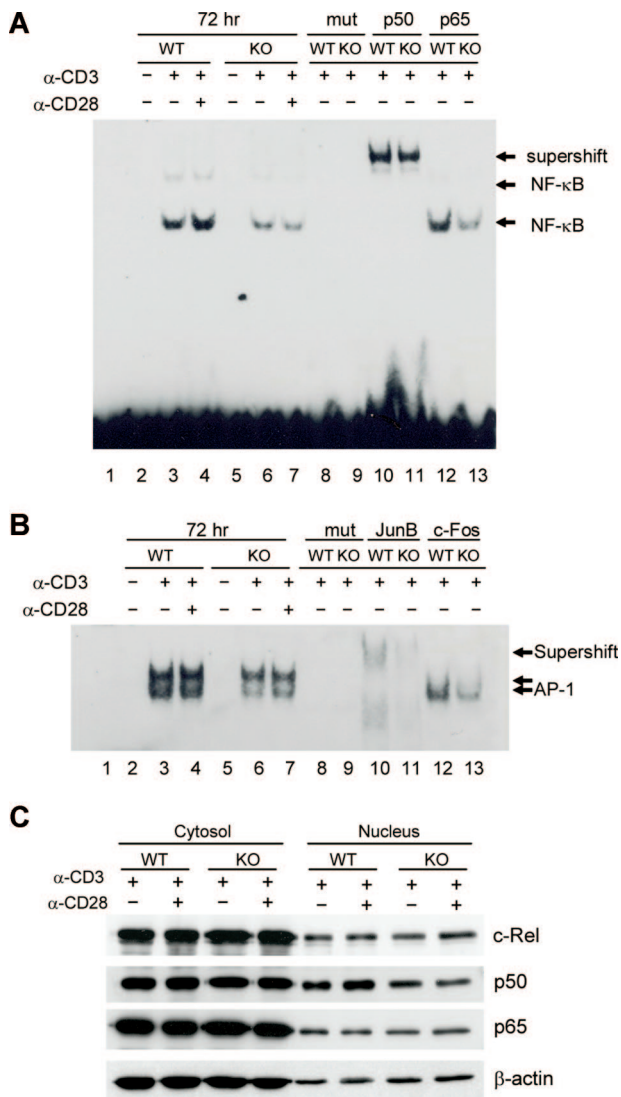 A
72 hr mut p50 p65
WT KO WT KO WT KO WT KO
α-CD3 – + + – + + + + + + + +
α-CD28 – – + – – + – – – – – –
supershift
NF-κB
NF-κB
1 2 3 4 5 6 7 8 9 10 11 12 13
B
72 hr mut JunB c-Fos
WT KO WT KO WT KO WT KO
α-CD3 – + + – + + + + + + + +
α-CD28 – – + – – + – – – – – –
Supershift
AP-1
1 2 3 4 5 6 7 8 9 10 11 12 13
C
Cytosol Nucleus
WT KO WT KO
α-CD3 + + + + + + + +
α-CD28 – + – + – + – +
c-Rel
p50
p65
β-actin